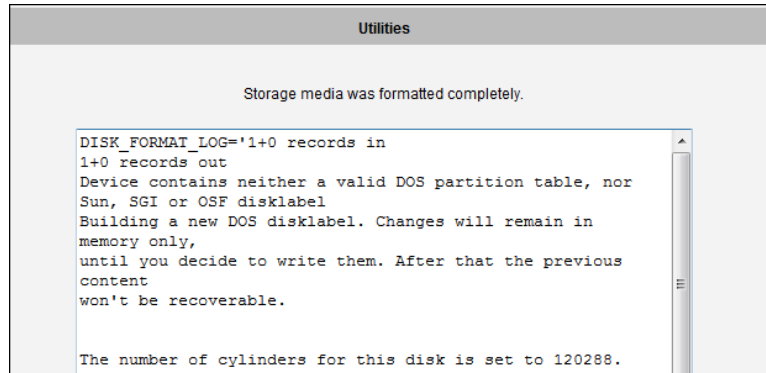 Utilities
Storage media was formatted completely.
DISK_FORMAT_LOG='1+0 records in
1+0 records out
Device contains neither a valid DOS partition table, nor
Sun, SGI or OSF disklabel
Building a new DOS disklabel. Changes will remain in
memory only,
until you decide to write them. After that the previous
content
won't be recoverable.
The number of cylinders for this disk is set to 120288.